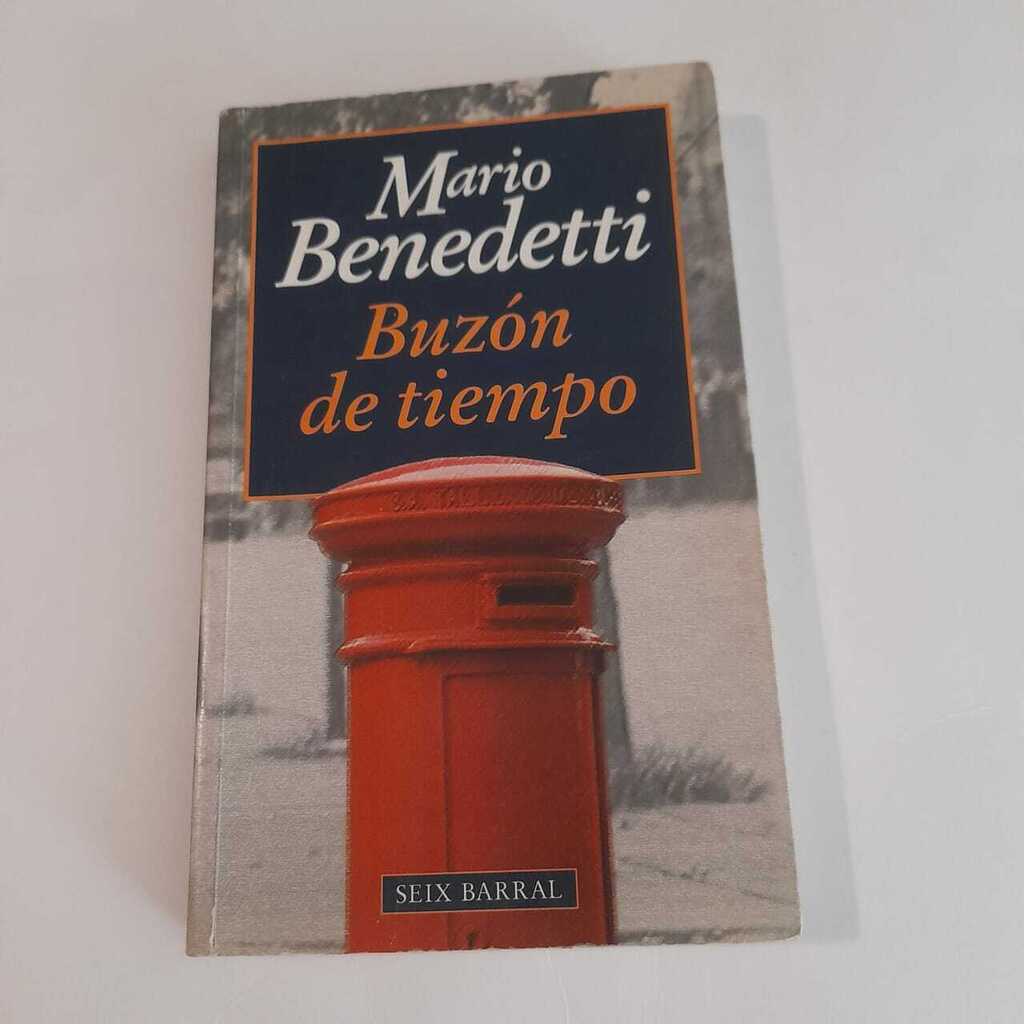 Mario
Benedetti
Buzón
de tiempo
SEIX BARRAL